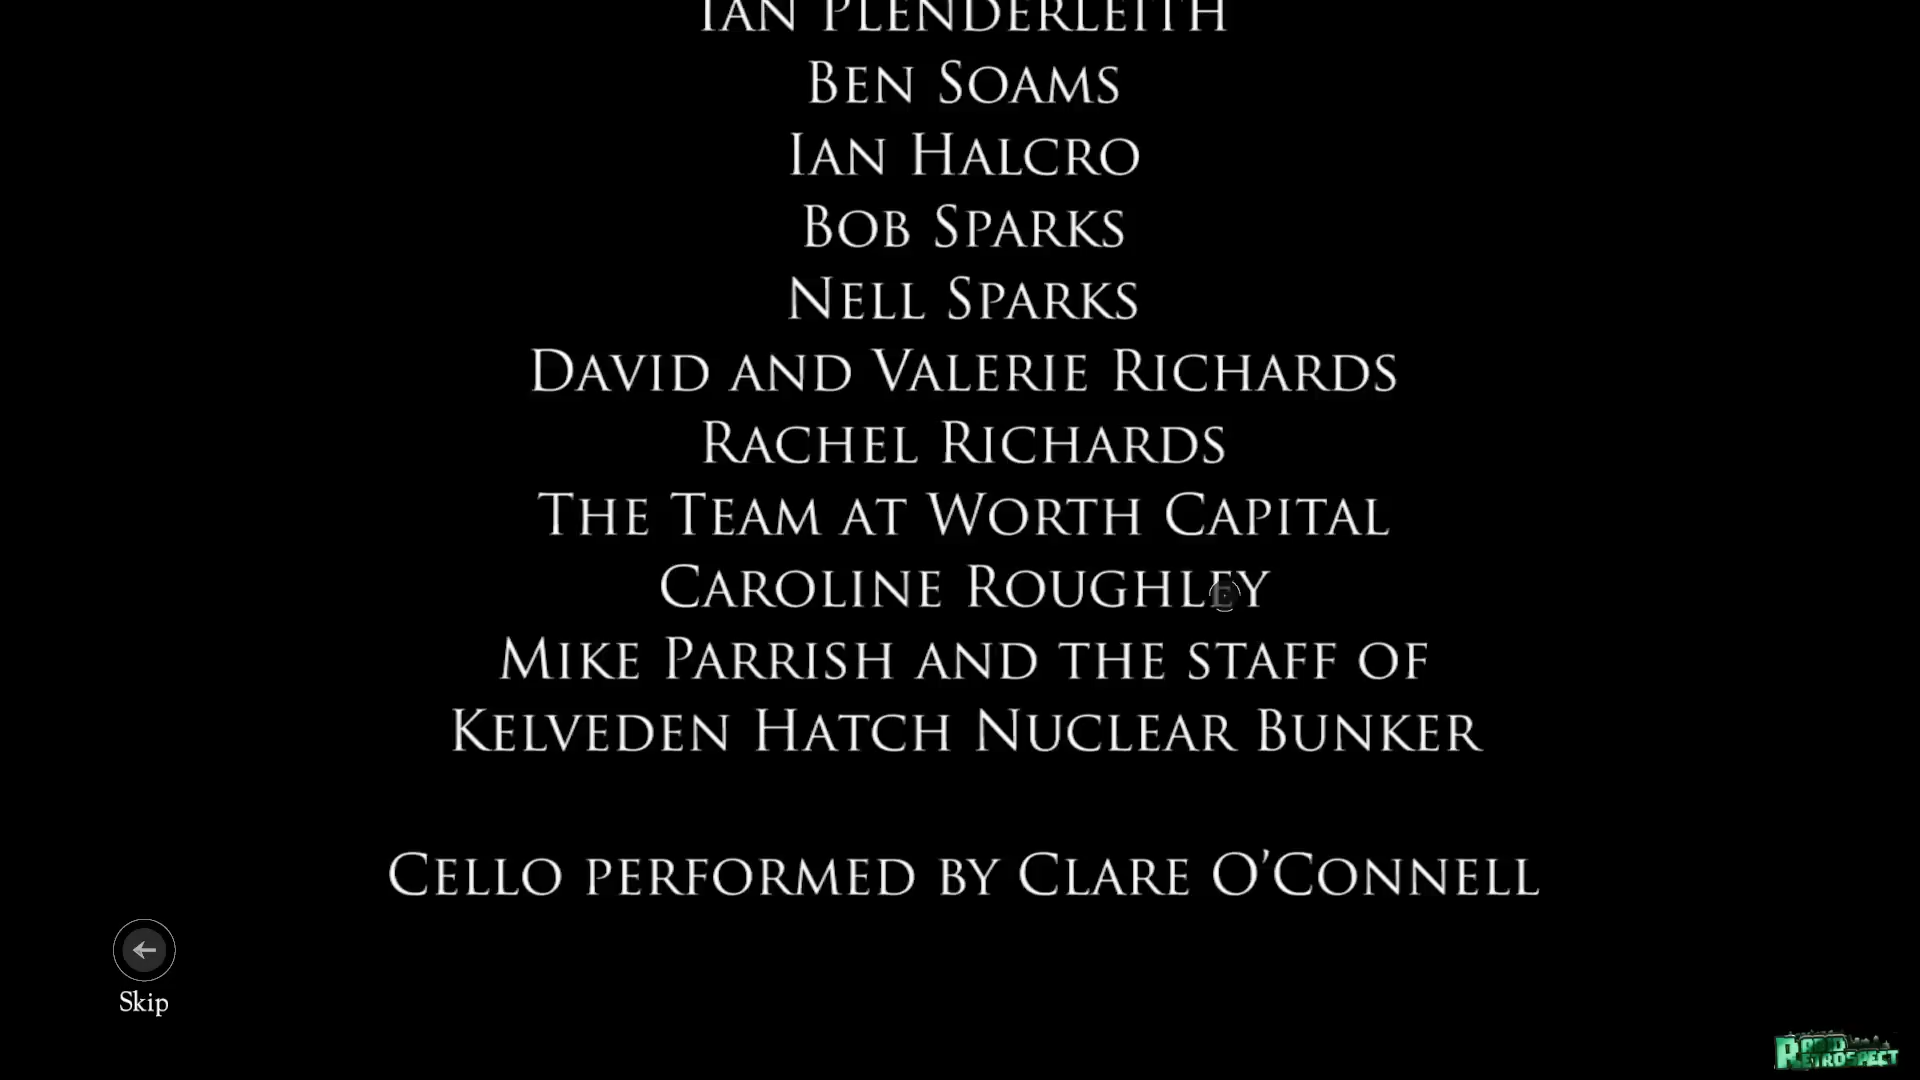 Ian Plenderleith
Ben Soams
Ian Halcro
Bob Sparks
Nell Sparks
David and Valerie Richards
Rachel Richards
The Team at Worth Capital
Caroline Roughley
Mike Parrish and the staff of
Kelveden Hatch Nuclear Bunker
Cello performed by Clare O'Connell
Skip
Rabid
Retrospect